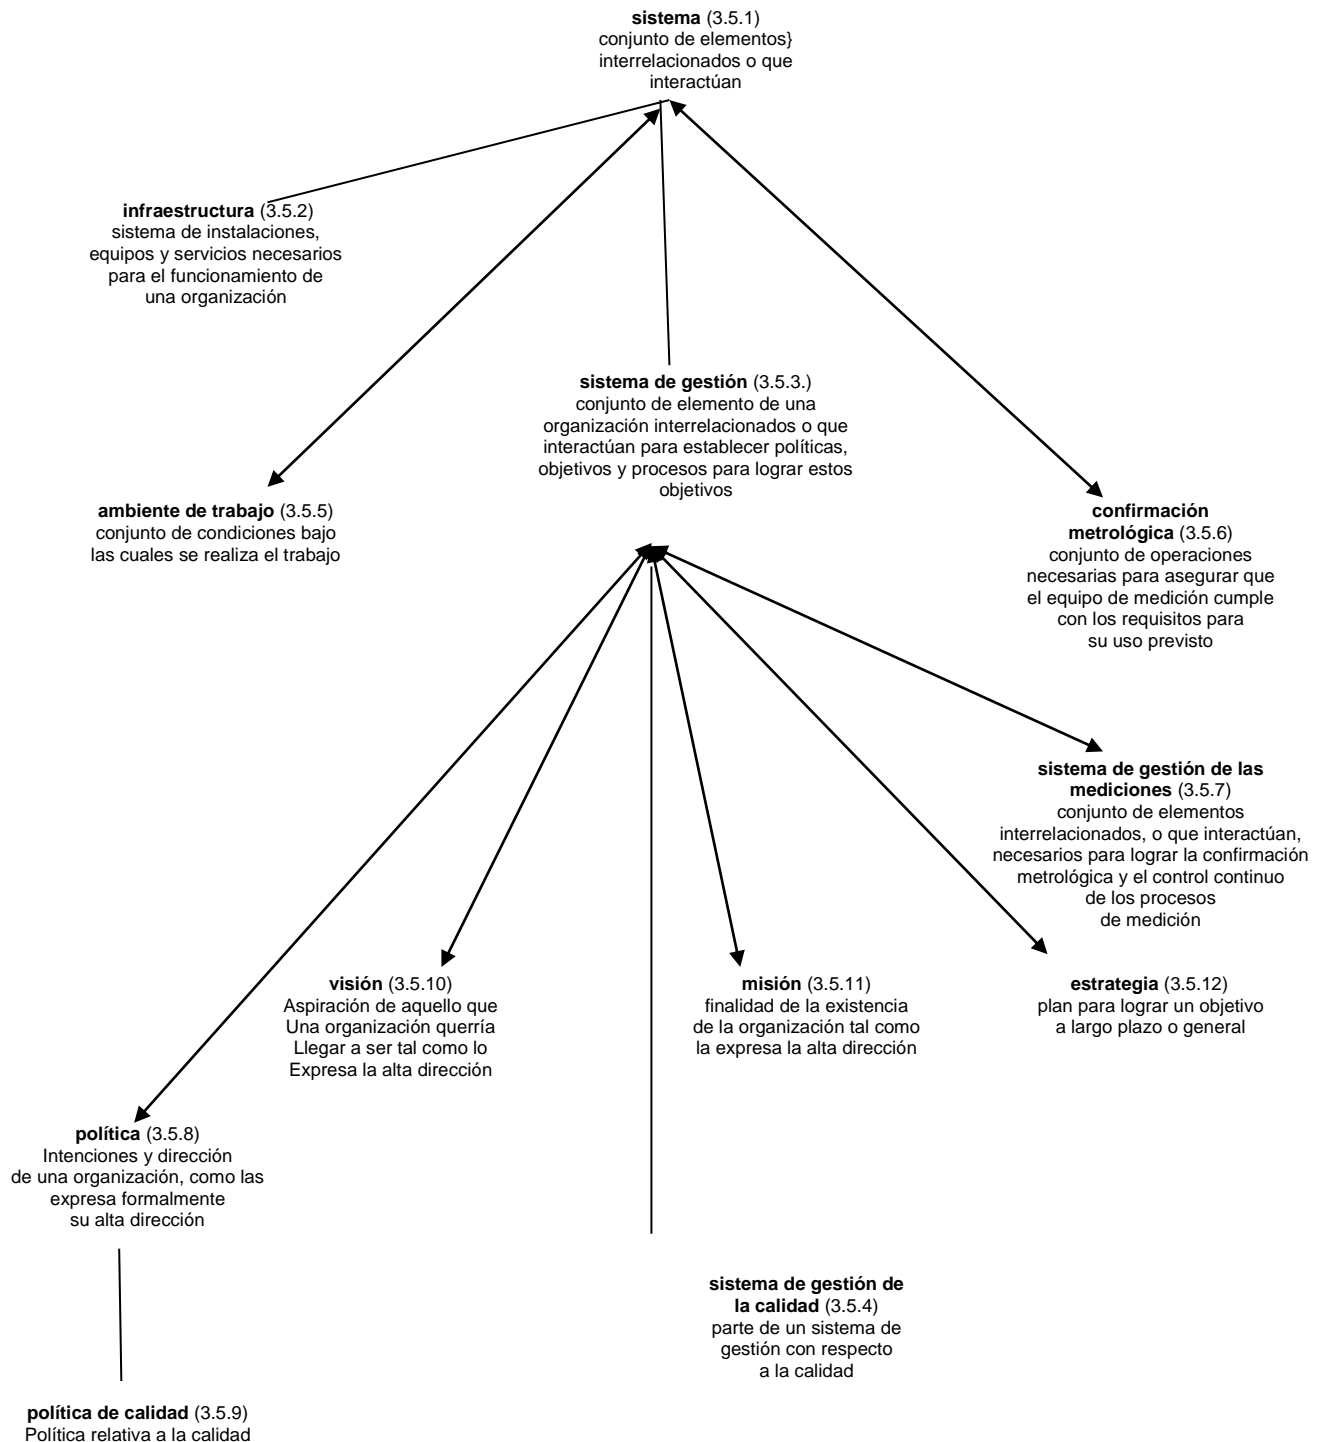 sistema (3.5.1)
conjunto de elementos}
interrelacionados o que
interactúan
infraestructura (3.5.2)
sistema de instalaciones,
equipos y servicios necesarios
para el funcionamiento de
una organización
sistema de gestión (3.5.3.)
conjunto de elemento de una
organización interrelacionados o que
interactúan para establecer políticas,
objetivos y procesos para lograr estos
objetivos
ambiente de trabajo (3.5.5)
conjunto de condiciones bajo
las cuales se realiza el trabajo
confirmación
metrológica (3.5.6)
conjunto de operaciones
necesarias para asegurar que
el equipo de medición cumple
con los requisitos para
su uso previsto
sistema de gestión de las
mediciones (3.5.7)
conjunto de elementos
interrelacionados, o que interactúan,
necesarios para lograr la confirmación
metrológica y el control continuo
de los procesos
de medición
visión (3.5.10)
Aspiración de aquello que
Una organización querría
Llegar a ser tal como lo
Expresa la alta dirección
misión (3.5.11)
finalidad de la existencia
de la organización tal como
la expresa la alta dirección
estrategia (3.5.12)
plan para lograr un objetivo
a largo plazo o general
política (3.5.8)
Intenciones y dirección
de una organización, como las
expresa formalmente
su alta dirección
sistema de gestión de
la calidad (3.5.4)
parte de un sistema de
gestión con respecto
a la calidad
política de calidad (3.5.9)
Política relativa a la calidad